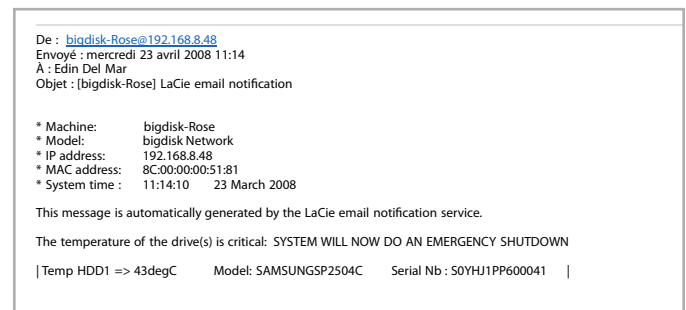 De : bigdisk-Rose@192.168.8.48
Envoyé : mercredi 23 avril 2008 11:14
À : Edin Del Mar
Objet : [bigdisk-Rose] LaCie email notification
* Machine: bigdisk-Rose
* Model: bigdisk Network
* IP address: 192.168.8.48
* MAC address: 8C:00:00:00:51:81
* System time : 11:14:10 23 March 2008
This message is automatically generated by the LaCie email notification service.
The temperature of the drive(s) is critical: SYSTEM WILL NOW DO AN EMERGENCY SHUTDOWN
| Temp HDD1 => 43degC Model: SAMSUNGSP2504C Serial Nb : S0YHJ1PP600041 |